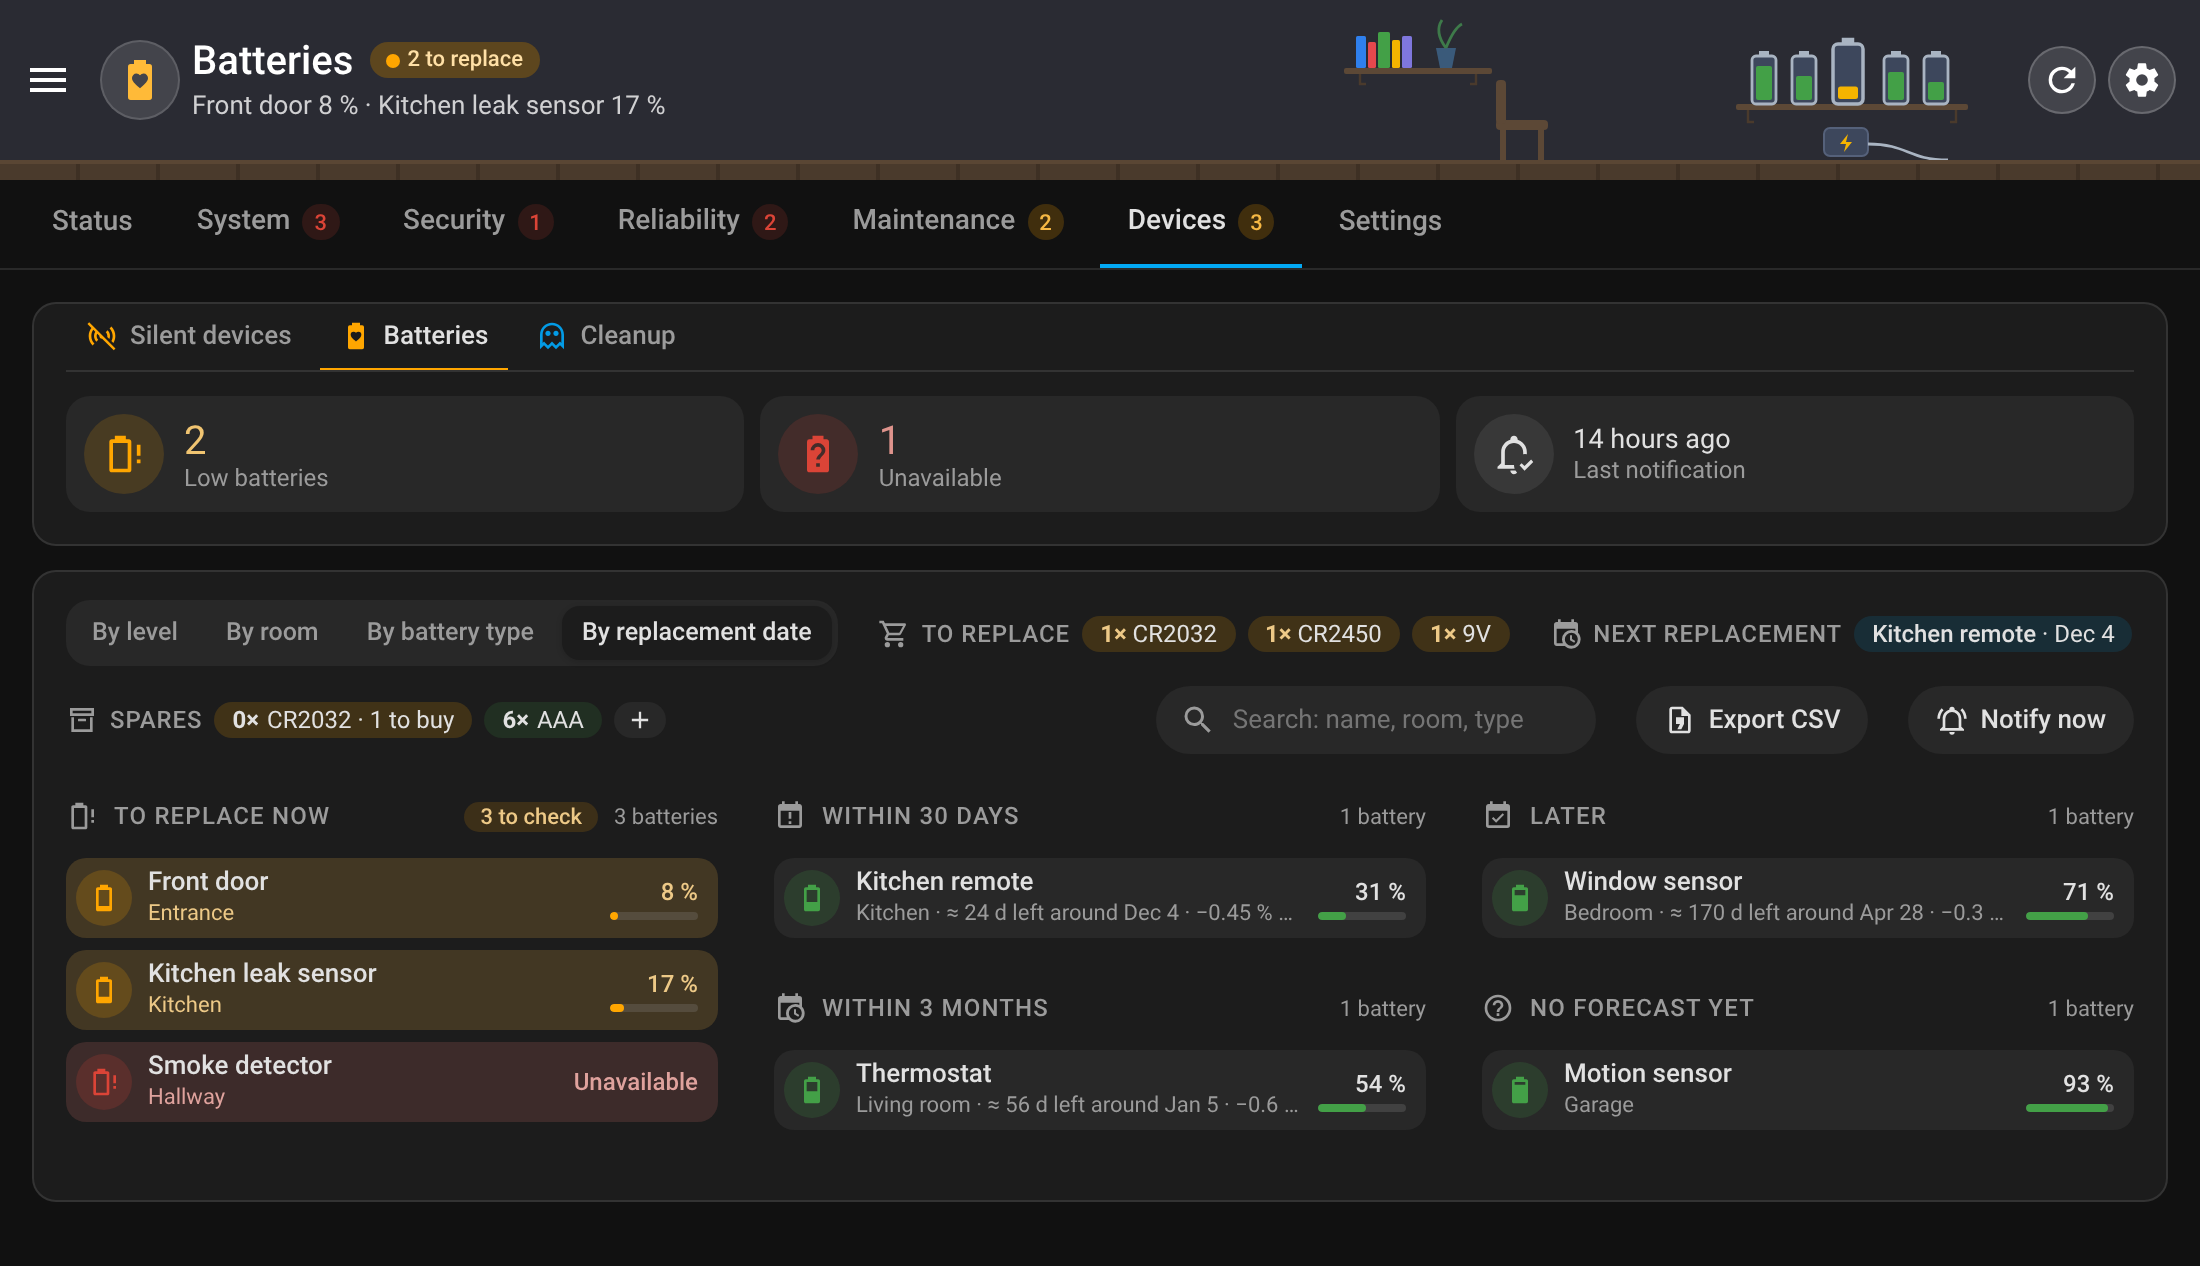 Batteries
2 to replace
Front door 8 % · Kitchen leak sensor 17 %
Status
System 3
Security 1
Reliability 2
Maintenance 2
Devices 3
Settings
Silent devices
Batteries
Cleanup
2
Low batteries
1
Unavailable
14 hours ago
Last notification
By level
By room
By battery type
By replacement date
TO REPLACE 1× CR2032 1× CR2450 1× 9V
NEXT REPLACEMENT Kitchen remote · Dec 4
SPARES 0× CR2032 · 1 to buy 6× AAA +
Search: name, room, type
Export CSV
Notify now
TO REPLACE NOW 3 to check 3 batteries
Front door
Entrance
8 %
Kitchen leak sensor
Kitchen
17 %
Smoke detector
Hallway
Unavailable
WITHIN 30 DAYS 1 battery
Kitchen remote
Kitchen · ≈ 24 d left around Dec 4 · −0.45 % ...
31 %
WITHIN 3 MONTHS 1 battery
Thermostat
Living room · ≈ 56 d left around Jan 5 · −0.6 ...
54 %
LATER 1 battery
Window sensor
Bedroom · ≈ 170 d left around Apr 28 · −0.3 ...
71 %
NO FORECAST YET 1 battery
Motion sensor
Garage
93 %